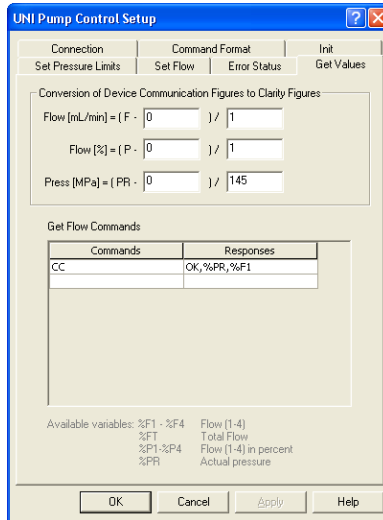 UNI Pump Control Setup
Connection Command Format Init
Set Pressure Limits Set Flow Error Status Get Values
Conversion of Device Communication Figures to Clarity Figures
Flow [mL/min] = ( F - 0 ) / 1
Flow [%] = ( P - 0 ) / 1
Press [MPa] = ( PR - 0 ) / 145
Get Flow Commands
Commands Responses
CC OK,%PR,%F1
Available variables: %F1 - %F4 Flow (1-4)
%FT Total Flow
%P1-%P4 Flow (1-4) in percent
%PR Actual pressure
OK Cancel Apply Help